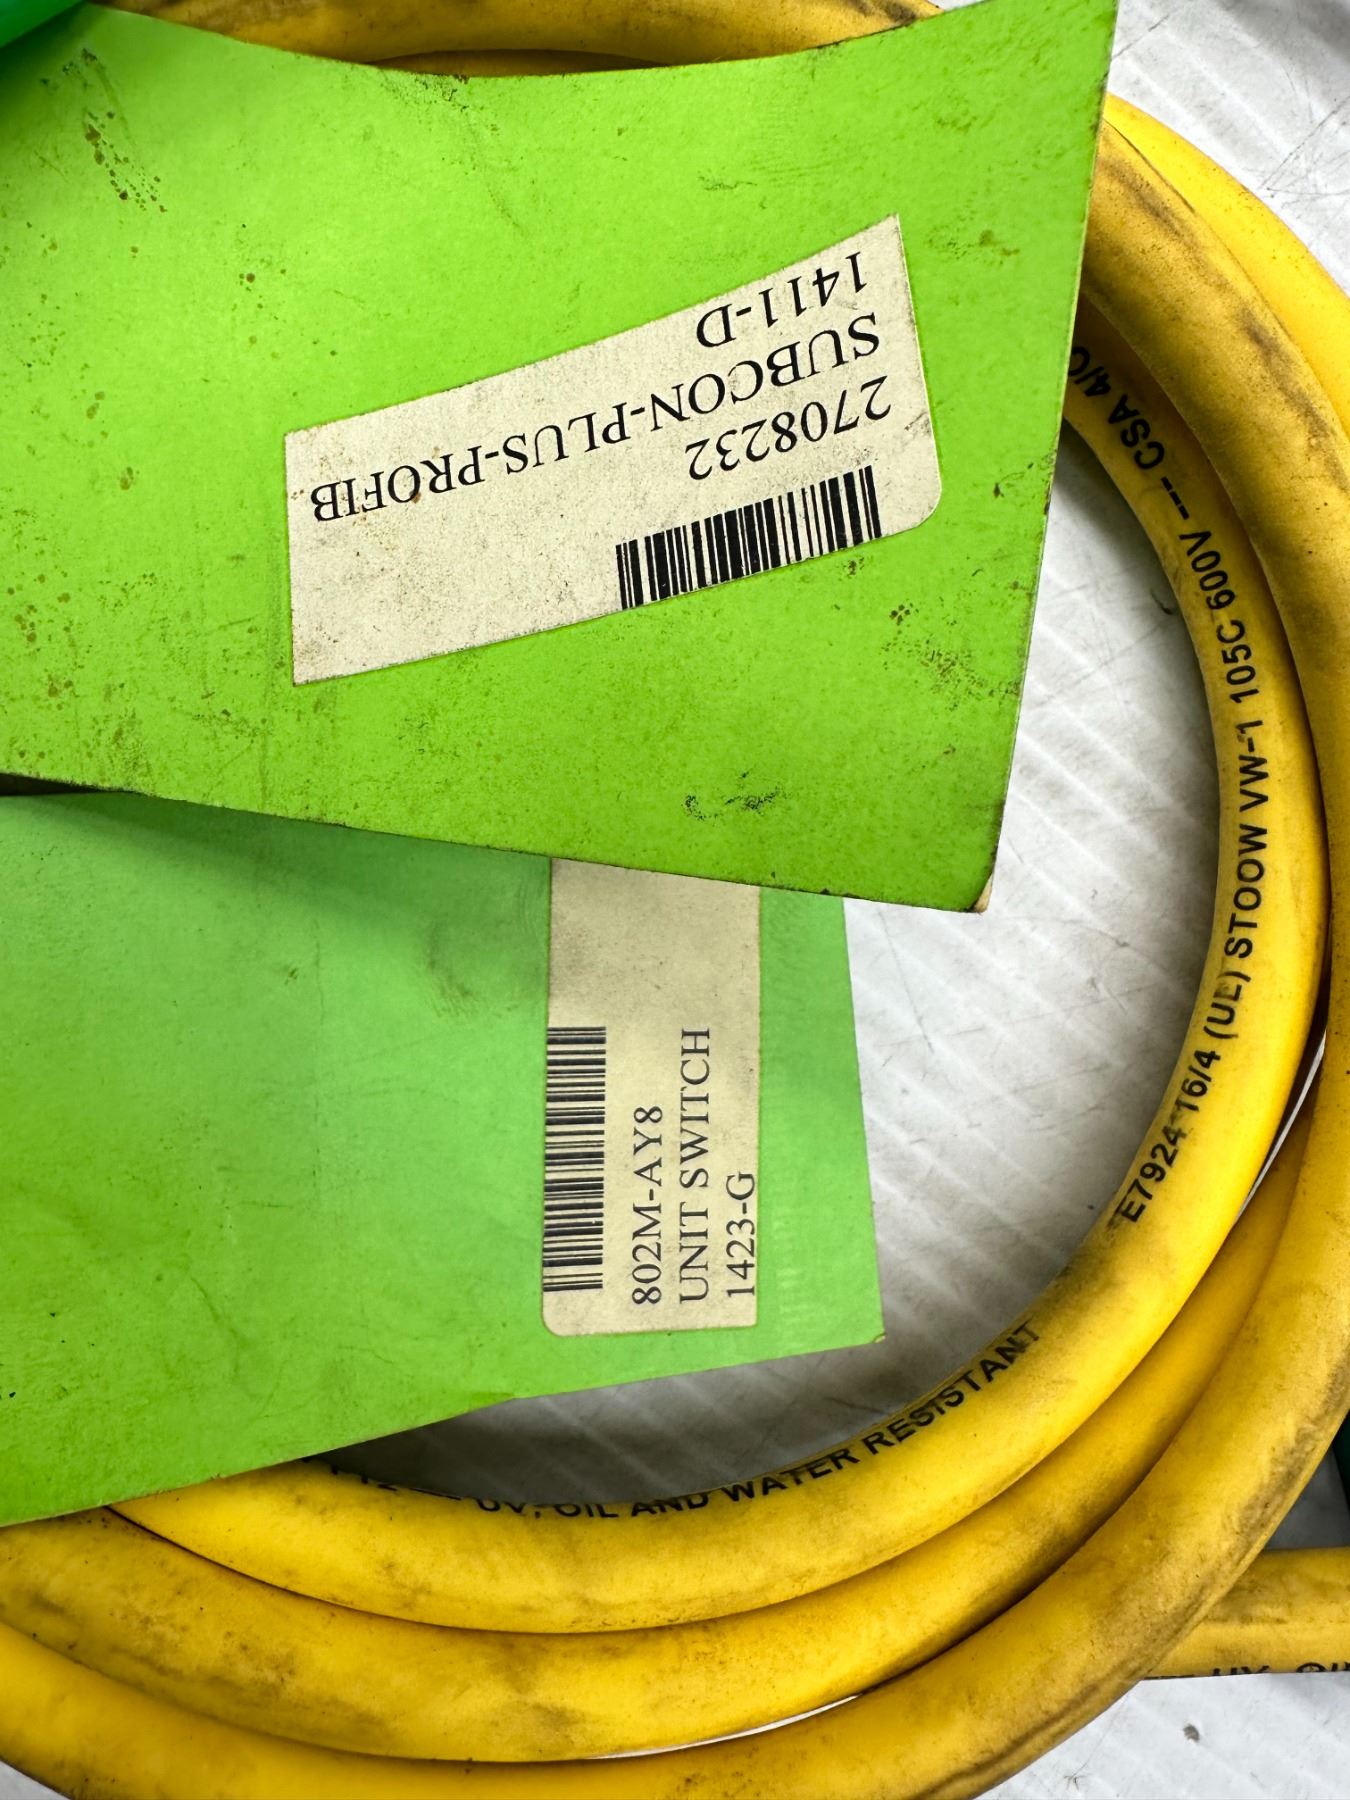 2708232
SUBCON-PLUS-PROFIB
1411-D
802M-AY8
UNIT SWITCH
1423-G
E7924 16/4 (UL) STOOOW VW-1 105C 600V --- CSA 4/C
UV, OIL AND WATER RESISTANT